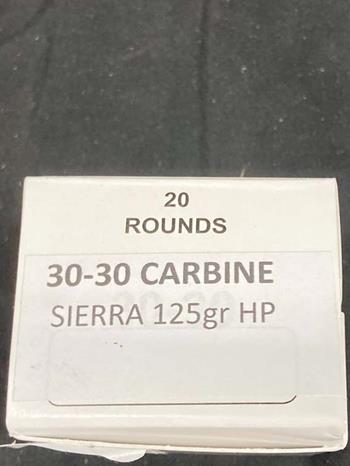 20
ROUNDS
30-30 CARBINE
SIERRA 125gr HP